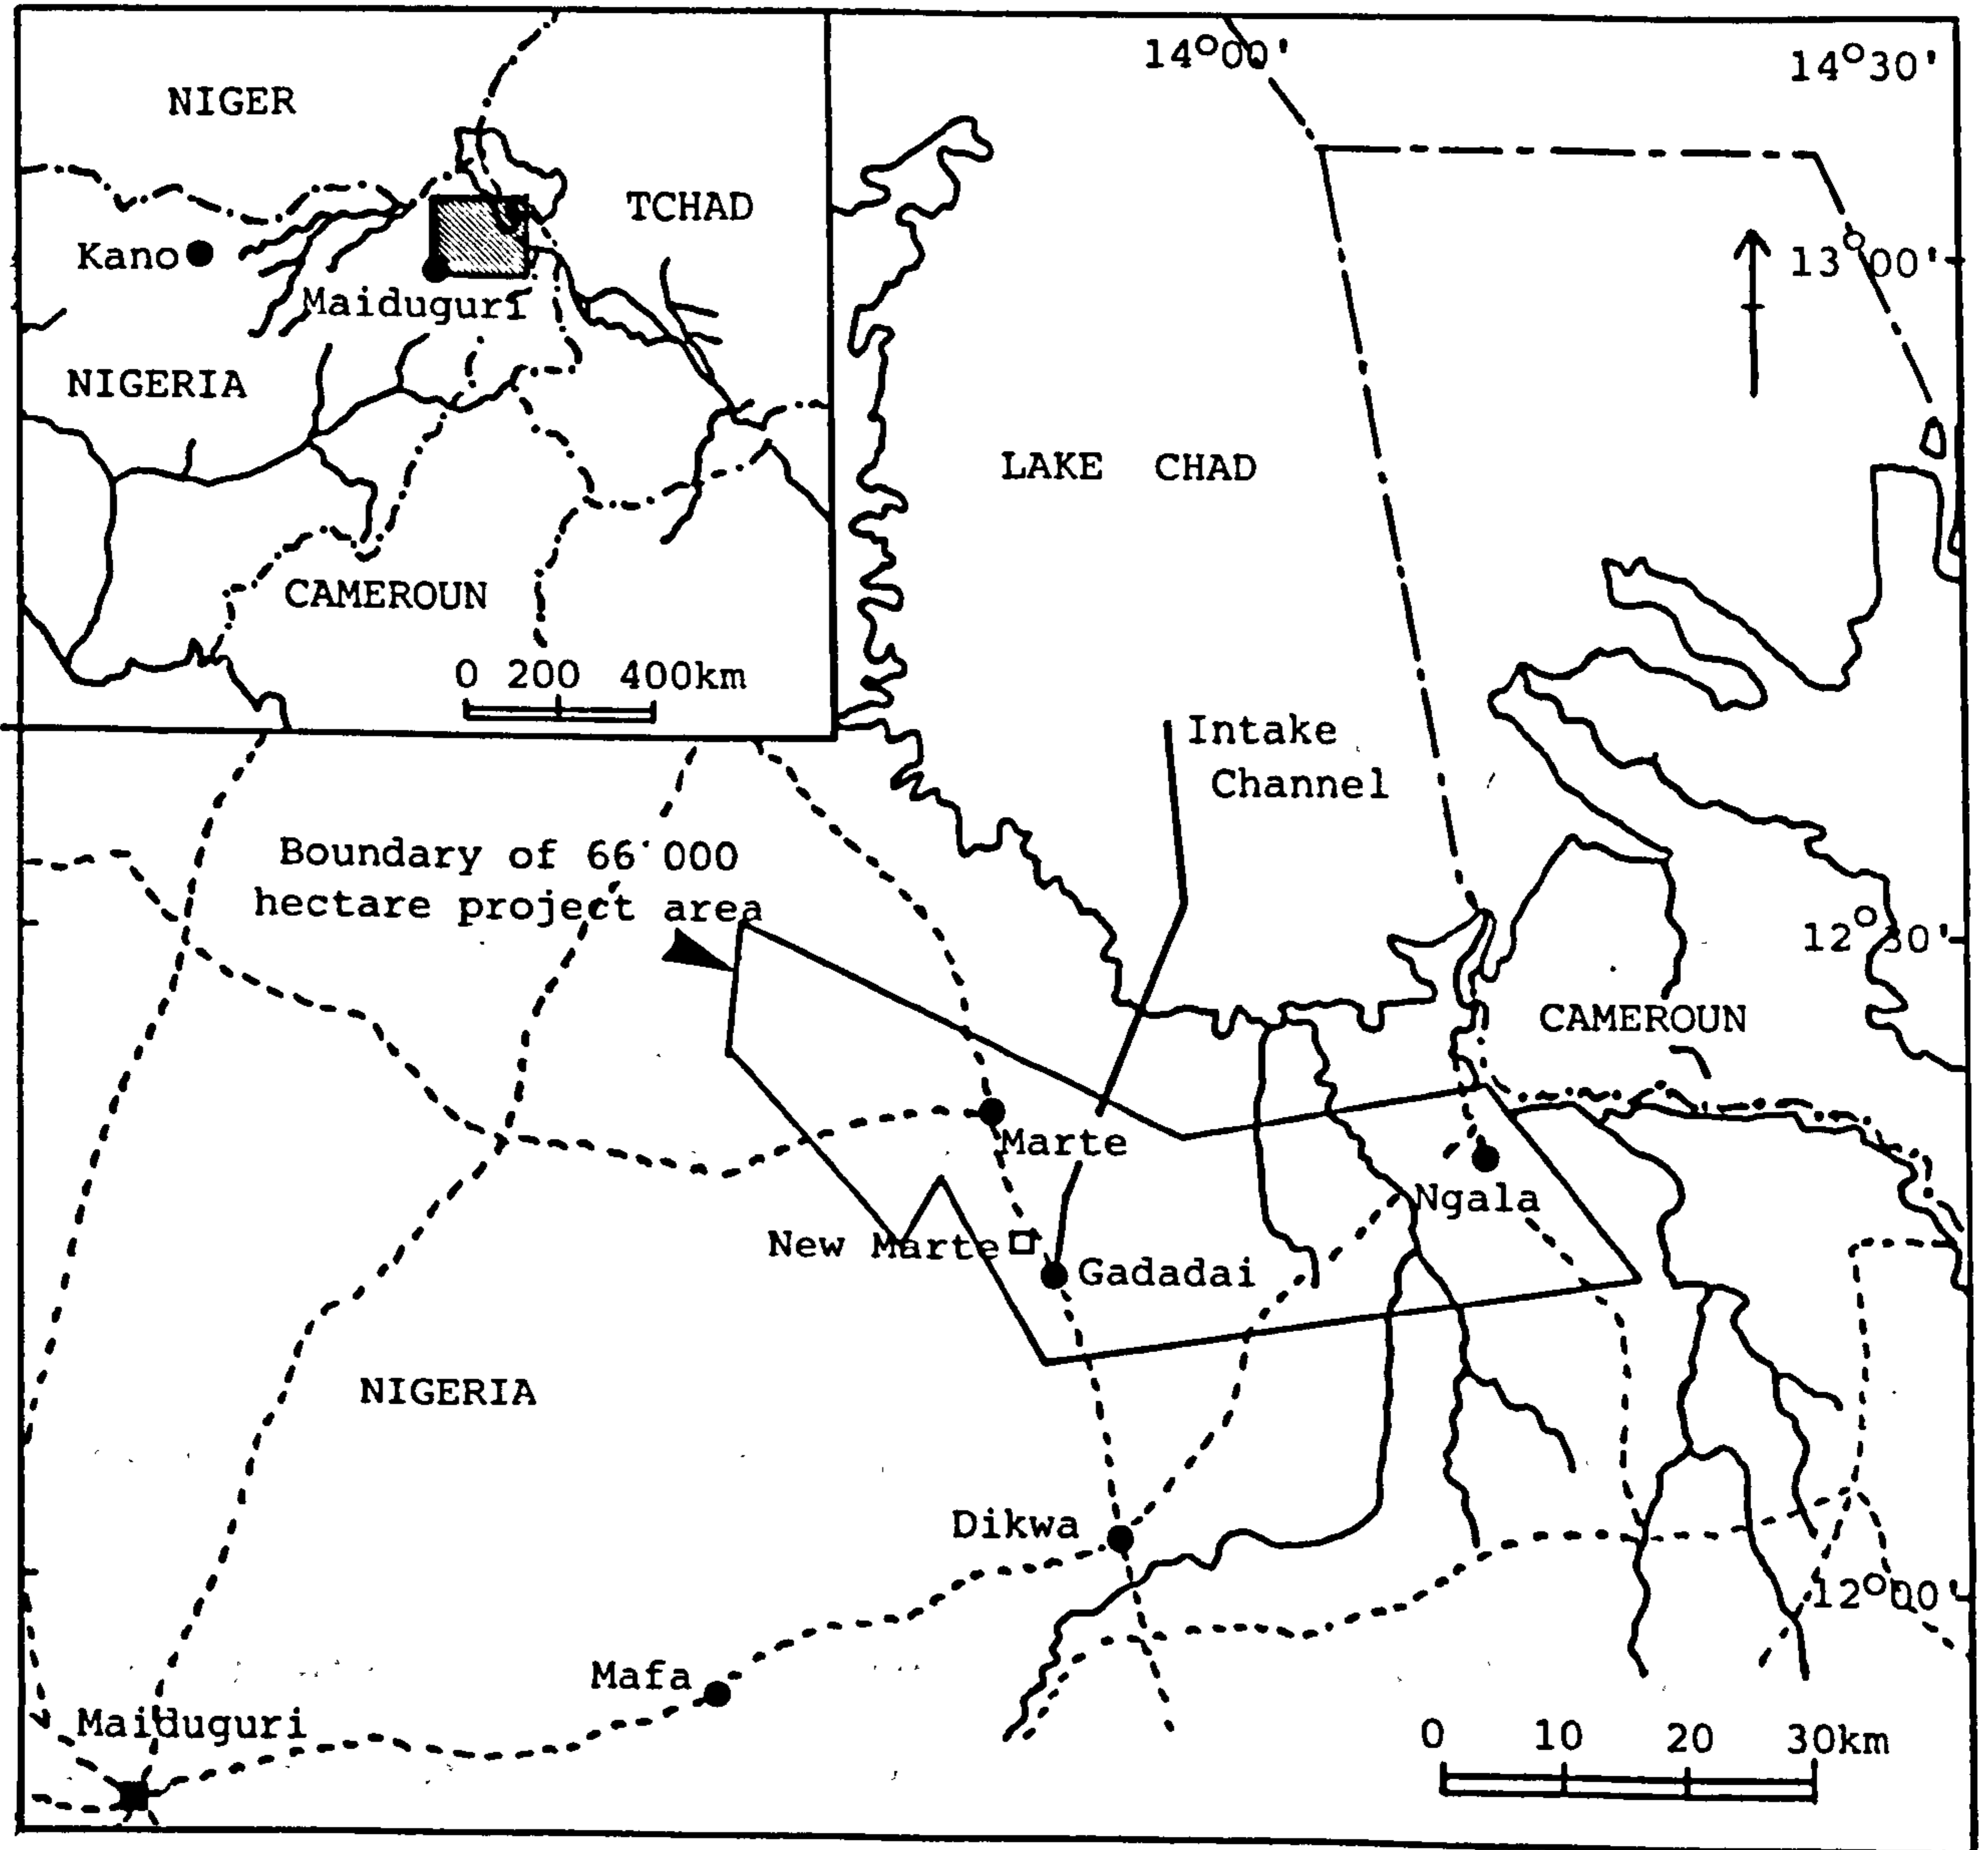 NIGER
TCHAD
Kano
Maiduguri
NIGERIA
CAMEROUN
0 200 400km
14°00'
14°30'
13°00'
LAKE CHAD
Intake
Channel
Boundary of 66'000
hectare project area
12°30'
CAMEROUN
Marte
Ngala
New Marte
Gadadai
NIGERIA
Dikwa
12°00'
Mafa
Maiduguri
0 10 20 30km